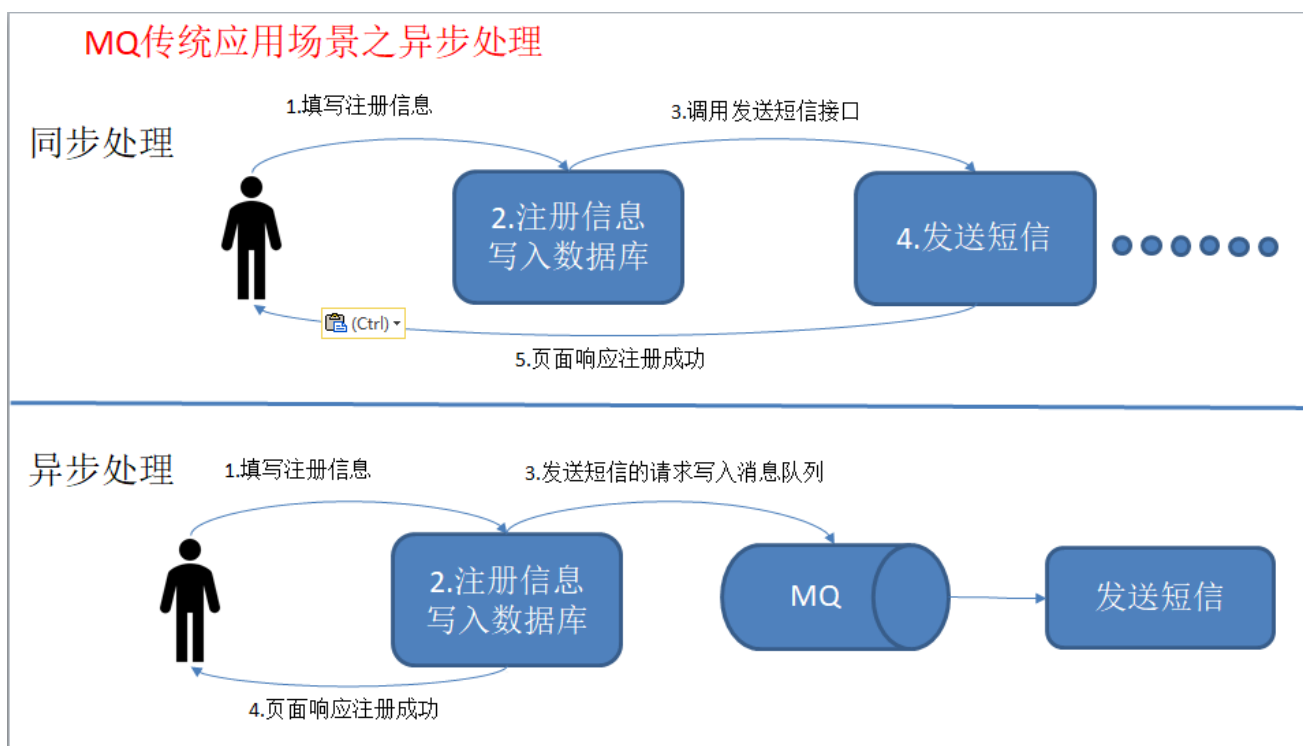 MQ传统应用场景之异步处理
1.填写注册信息
3.调用发送短信接口
同步处理
2.注册信息
写入数据库
4.发送短信
(Ctrl)
5.页面响应注册成功
异步处理
1.填写注册信息
3.发送短信的请求写入消息队列
2.注册信息
写入数据库
MQ
发送短信
4.页面响应注册成功